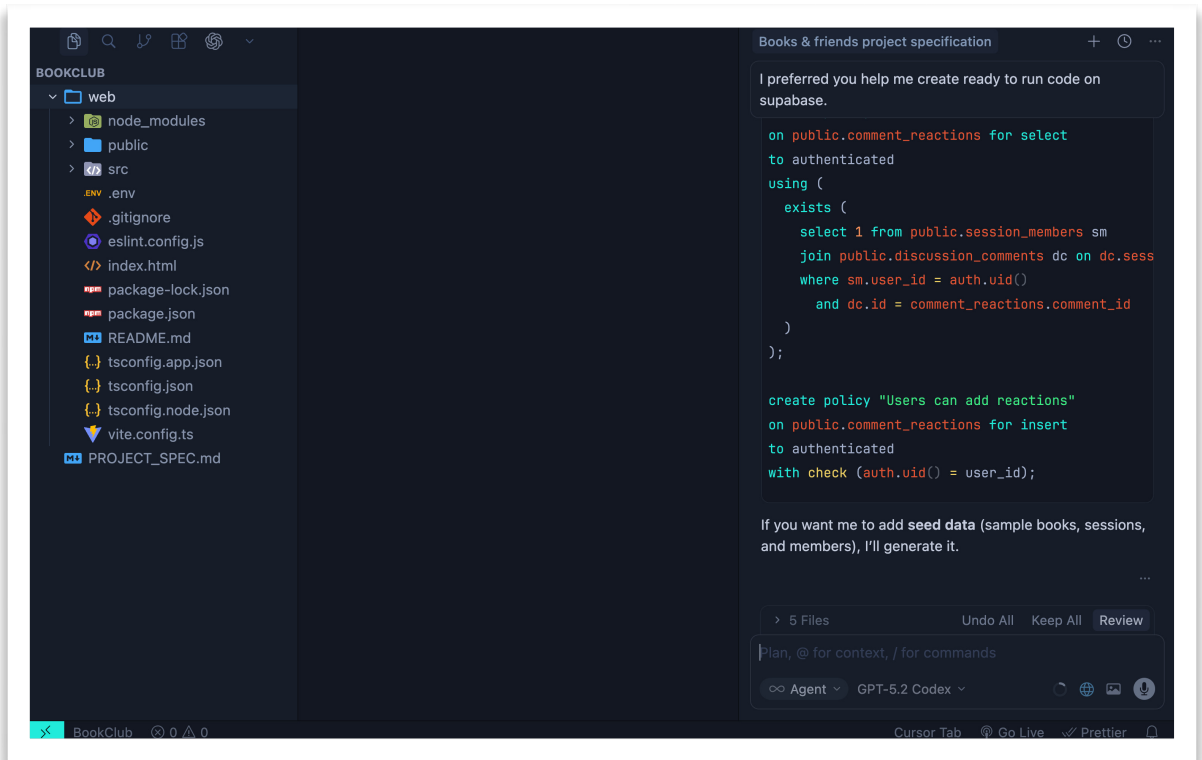 BOOKCLUB
web
node_modules
public
src
.ENV .env
.gitignore
eslint.config.js
index.html
npm package-lock.json
npm package.json
README.md
tsconfig.app.json
tsconfig.json
tsconfig.node.json
vite.config.ts
PROJECT_SPEC.md
Books & friends project specification
I preferred you help me create ready to run code on
supabase.
on public.comment_reactions for select
to authenticated
using (
exists (
select 1 from public.session_members sm
join public.discussion_comments dc on dc.sess
where sm.user_id = auth.uid()
and dc.id = comment_reactions.comment_id
)
);
create policy "Users can add reactions"
on public.comment_reactions for insert
to authenticated
with check (auth.uid() = user_id);
If you want me to add seed data (sample books, sessions,
and members), I'll generate it.
5 Files Undo All Keep All Review
Plan, @ for context, / for commands
Agent GPT-5.2 Codex
BookClub 0 0 Cursor Tab Go Live Prettier